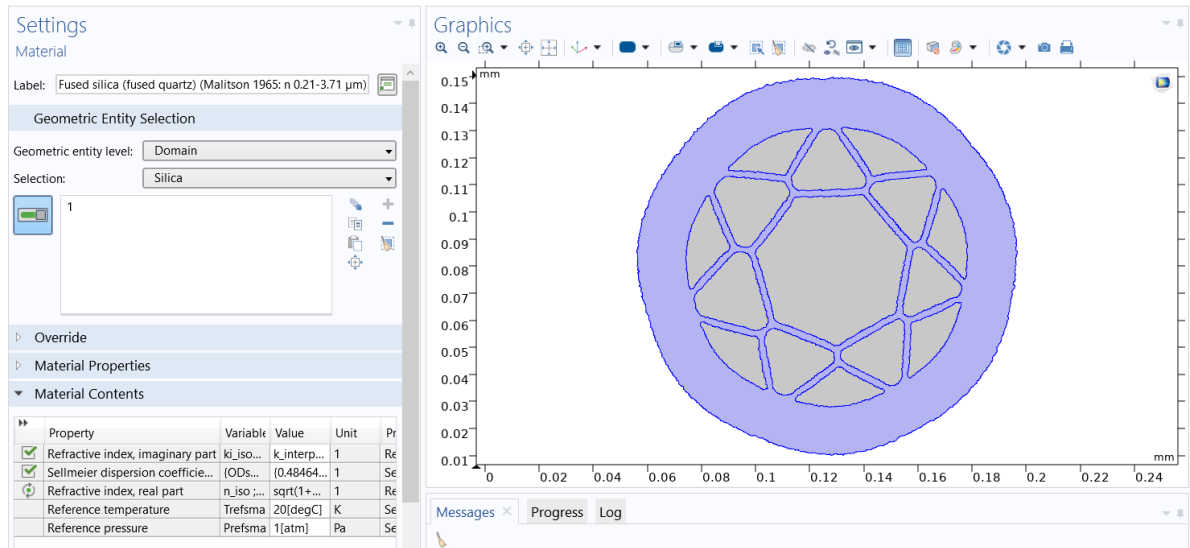 Settings
Material
Label: Fused silica (fused quartz) (Malitson 1965: n 0.21-3.71 µm)
Geometric Entity Selection
Geometric entity level: Domain
Selection: Silica
1
Override
Material Properties
Material Contents
Property Variable Value Unit Pr
Refractive index, imaginary part ki_iso... k_interp... 1 Re
Sellmeier dispersion coefficie... {ODs... {0.48464... 1 Se
Refractive index, real part n_iso ;... sqrt(1+... 1 Re
Reference temperature Trefsma 20[degC] K Se
Reference pressure Prefsma 1[atm] Pa Se
Graphics
mm
0.15
0.14
0.13
0.12
0.11
0.1
0.09
0.08
0.07
0.06
0.05
0.04
0.03
0.02
0.01
mm
0 0.02 0.04 0.06 0.08 0.1 0.12 0.14 0.16 0.18 0.2 0.22 0.24
Messages Progress Log